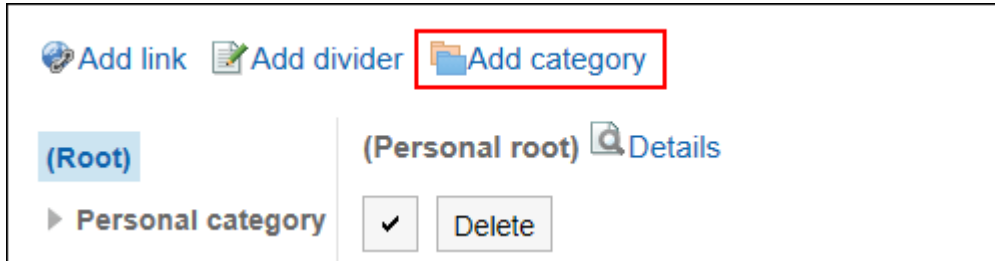 Add link Add divider Add category
(Root)
Personal category
(Personal root) Details
Delete